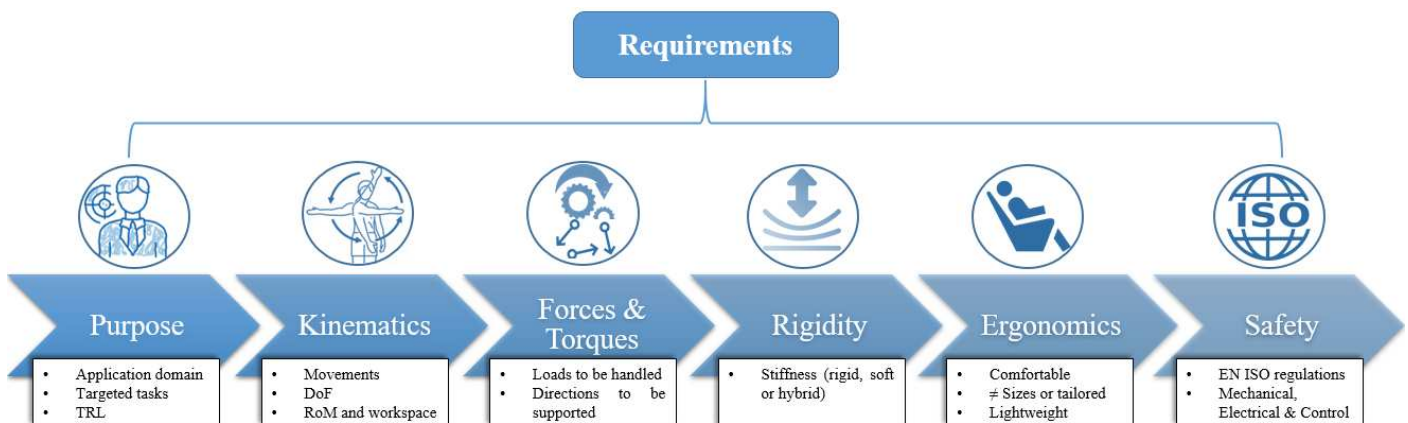 Requirements
ISO
Purpose
Kinematics
Forces &
Torques
Rigidity
Ergonomics
Safety
• Application domain
• Targeted tasks
• TRL
• Movements
• DoF
• RoM and workspace
• Loads to be handled
• Directions to be
supported
• Stiffness (rigid, soft
or hybrid)
• Comfortable
• ≠ Sizes or tailored
• Lightweight
• EN ISO regulations
• Mechanical,
Electrical & Control